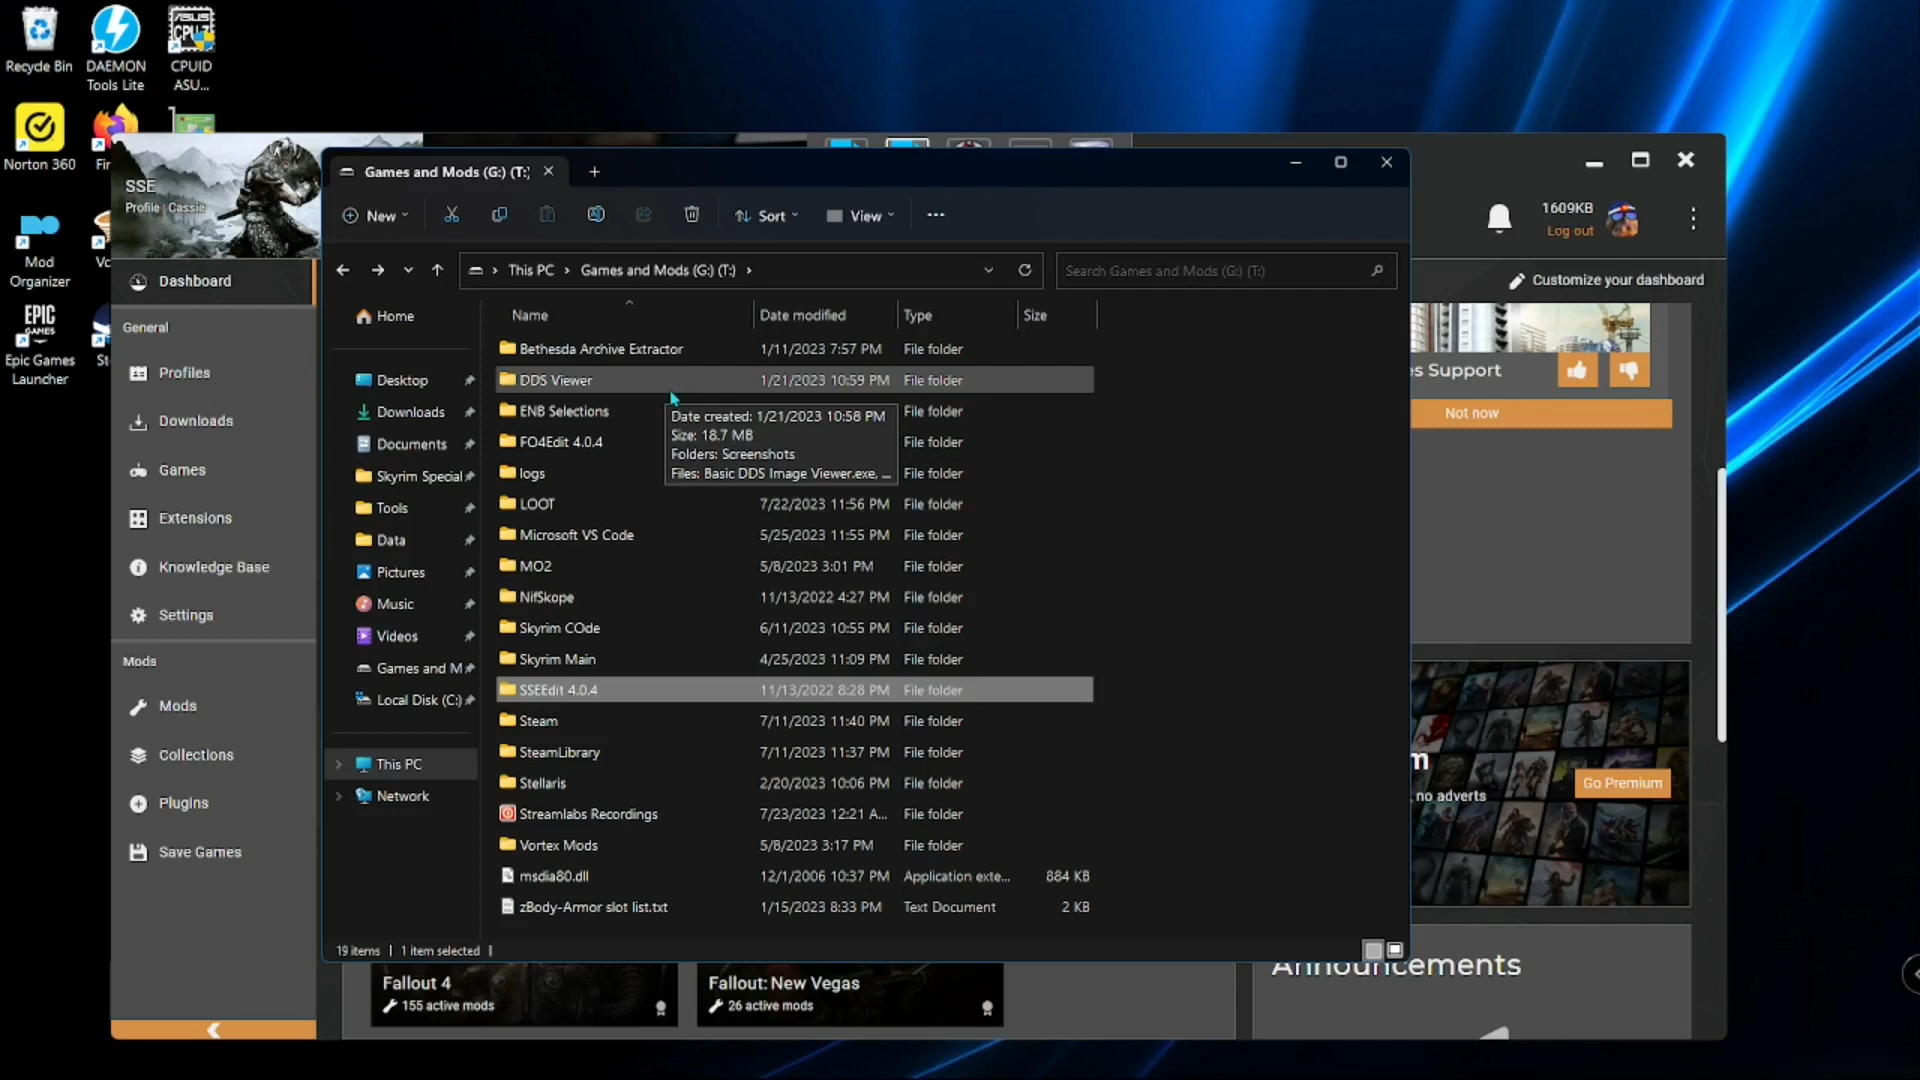 Recycle Bin
DAEMON
Tools Lite
CPUID
ASU...
Norton 360
Fir
Mod
Organizer
Vo
EPIC
GAMES
Epic Games
Launcher
St
SSE
Profile : Cassie
Dashboard
General
Profiles
Downloads
Games
Extensions
Knowledge Base
Settings
Mods
Mods
Collections
Plugins
Save Games
Games and Mods (G:) (T:)
New
Sort
View
This PC > Games and Mods (G:) (T:) >
Search Games and Mods (G:) (T:)
Home
Desktop
Downloads
Documents
Skyrim Special
Tools
Data
Pictures
Music
Videos
Games and M
Local Disk (C:)
This PC
Network
Name Date modified Type Size
Bethesda Archive Extractor 1/11/2023 7:57 PM File folder
DDS Viewer 1/21/2023 10:59 PM File folder
ENB Selections File folder
FO4Edit 4.0.4 File folder
logs File folder
Date created: 1/21/2023 10:58 PM
Size: 18.7 MB
Folders: Screenshots
Files: Basic DDS Image Viewer.exe, ...
LOOT 7/22/2023 11:56 PM File folder
Microsoft VS Code 5/25/2023 11:55 PM File folder
MO2 5/8/2023 3:01 PM File folder
NifSkope 11/13/2022 4:27 PM File folder
Skyrim COde 6/11/2023 10:55 PM File folder
Skyrim Main 4/25/2023 11:09 PM File folder
SSEEdit 4.0.4 11/13/2022 8:28 PM File folder
Steam 7/11/2023 11:40 PM File folder
SteamLibrary 7/11/2023 11:37 PM File folder
Stellaris 2/20/2023 10:06 PM File folder
Streamlabs Recordings 7/23/2023 12:21 A... File folder
Vortex Mods 5/8/2023 3:17 PM File folder
msdia80.dll 12/1/2006 10:37 PM Application exte... 884 KB
zBody-Armor slot list.txt 1/15/2023 8:33 PM Text Document 2 KB
19 items | 1 item selected |
1609KB
Log out
Customize your dashboard
es Support
Not now
m
, no adverts
Go Premium
Announcements
Fallout 4
155 active mods
Fallout: New Vegas
26 active mods